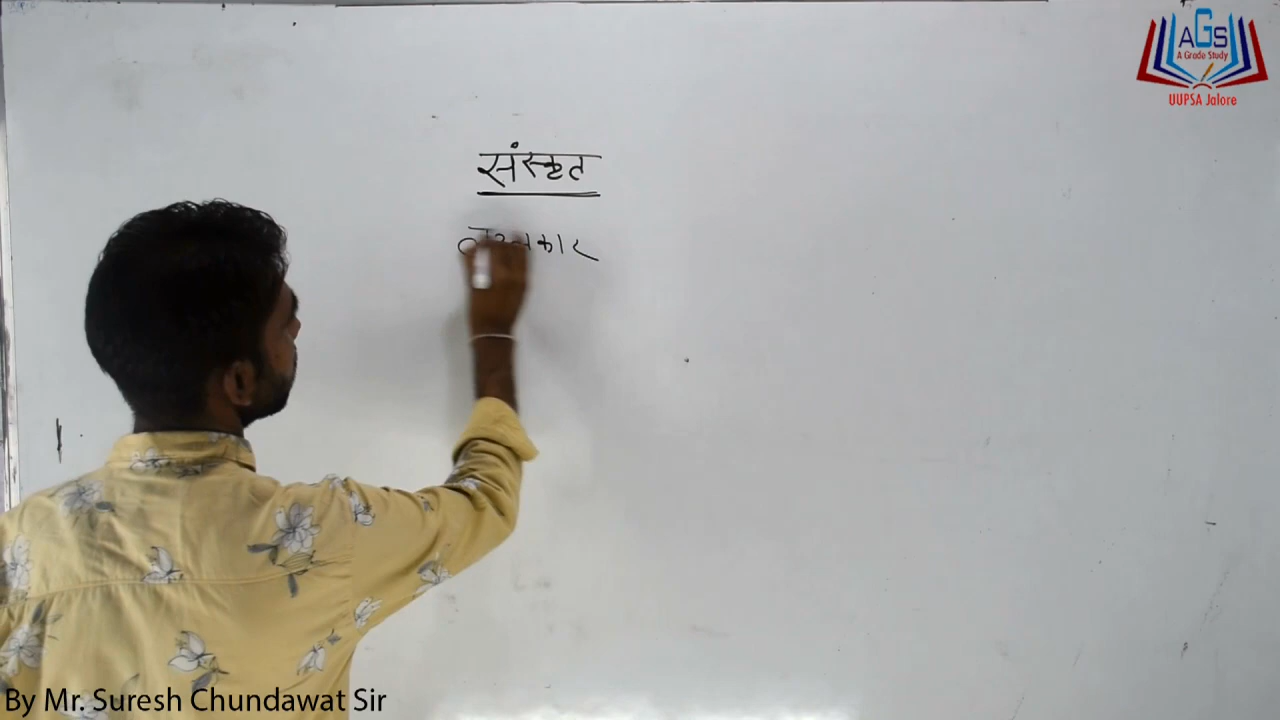 AGS
A Grade Study
UUPSA Jalore
संस्कृत
By Mr. Suresh Chundawat Sir